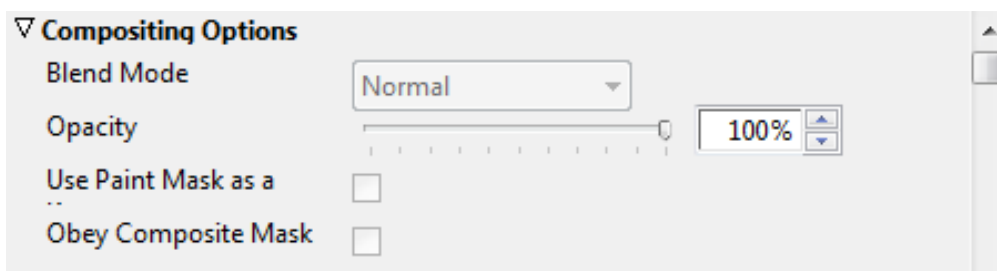 Compositing Options
Blend Mode
Normal
Opacity
100%
Use Paint Mask as a
Obey Composite Mask